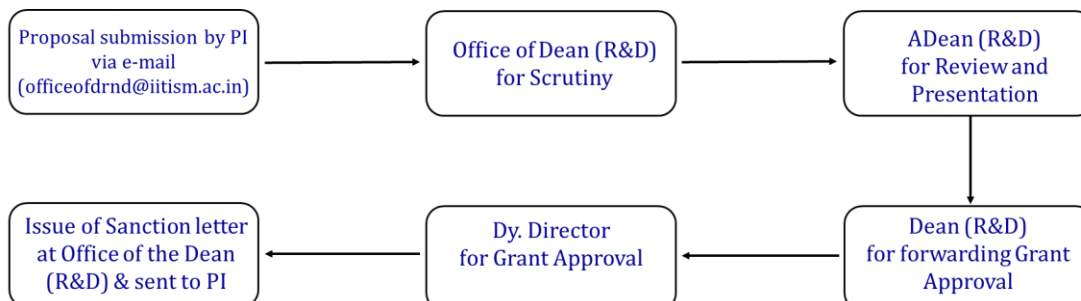 Proposal submission by PI
via e-mail
(officeofdrnd@iitism.ac.in)
Office of Dean (R&D)
for Scrutiny
ADean (R&D)
for Review and
Presentation
Dean (R&D)
for forwarding Grant
Approval
Dy. Director
for Grant Approval
Issue of Sanction letter
at Office of the Dean
(R&D) & sent to PI